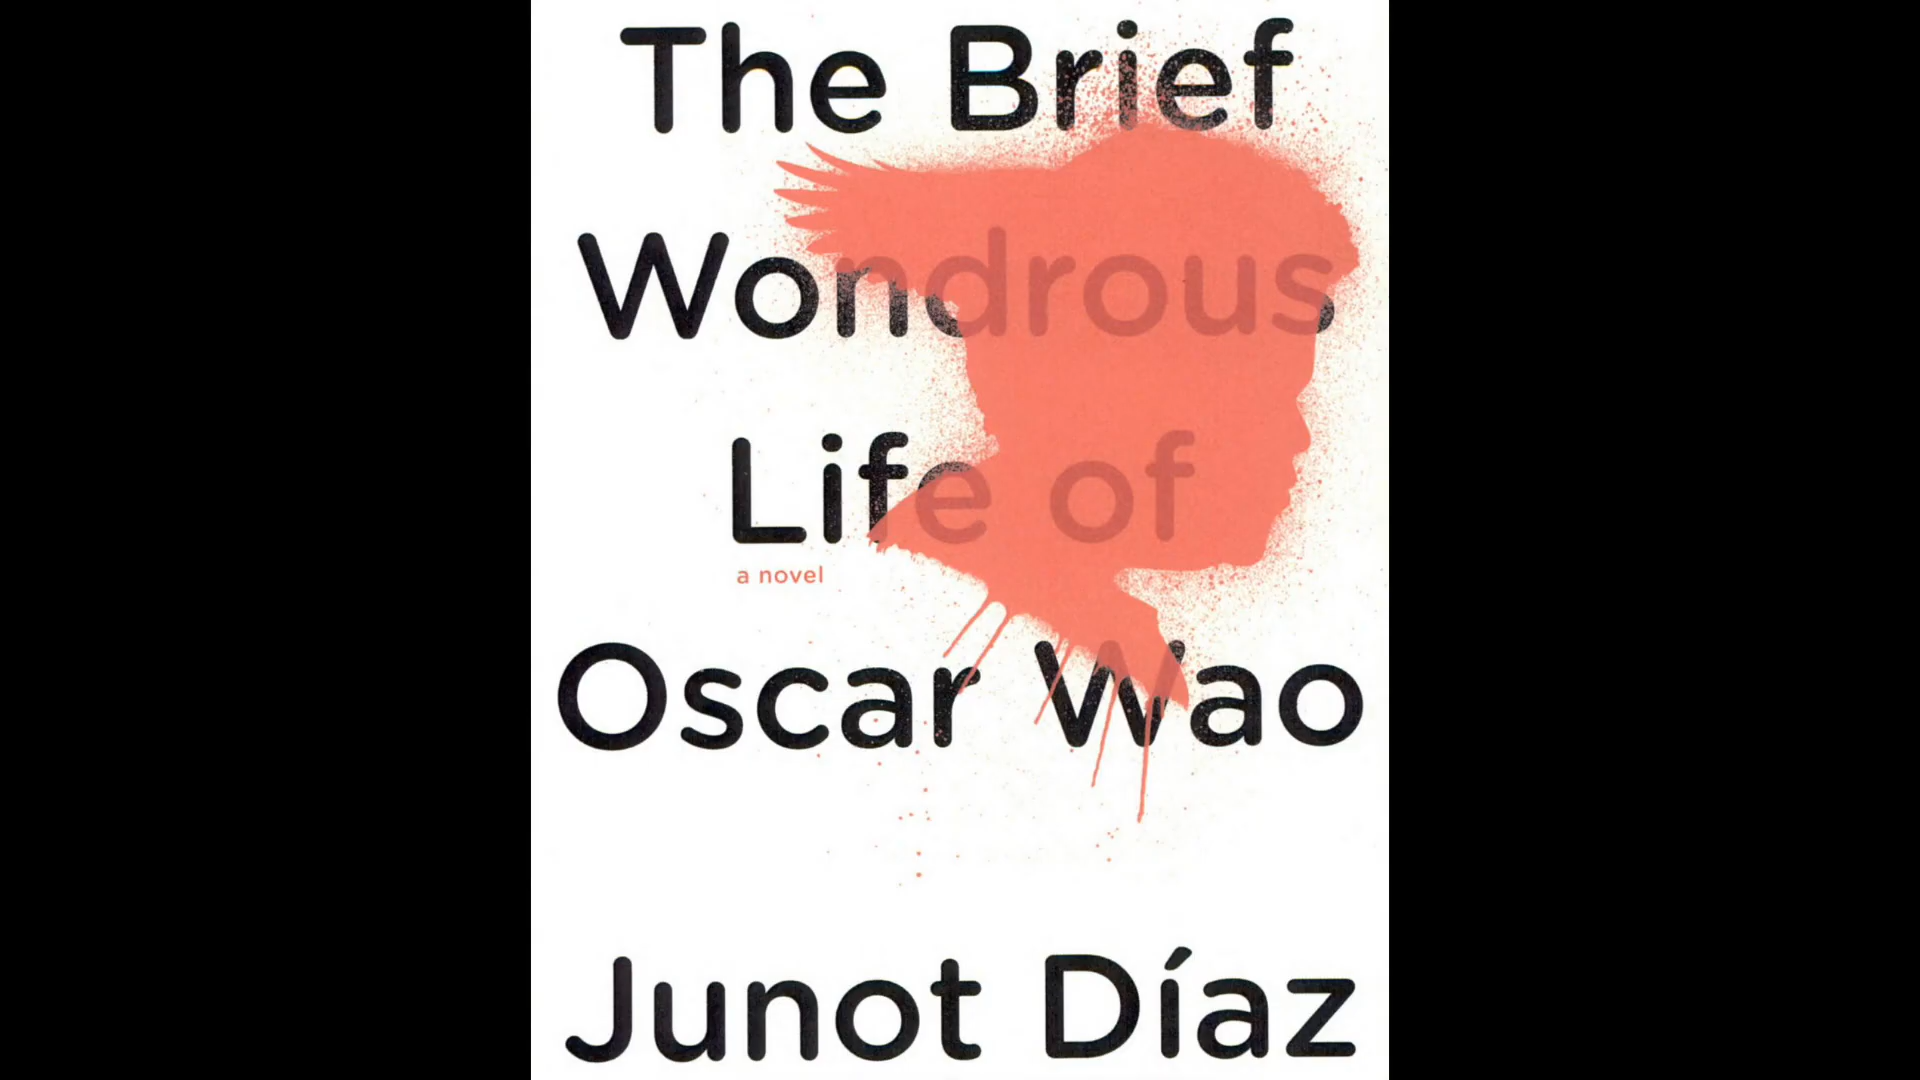 The Brief
Wondrous
Life of
a novel
Oscar Wao
Junot Díaz